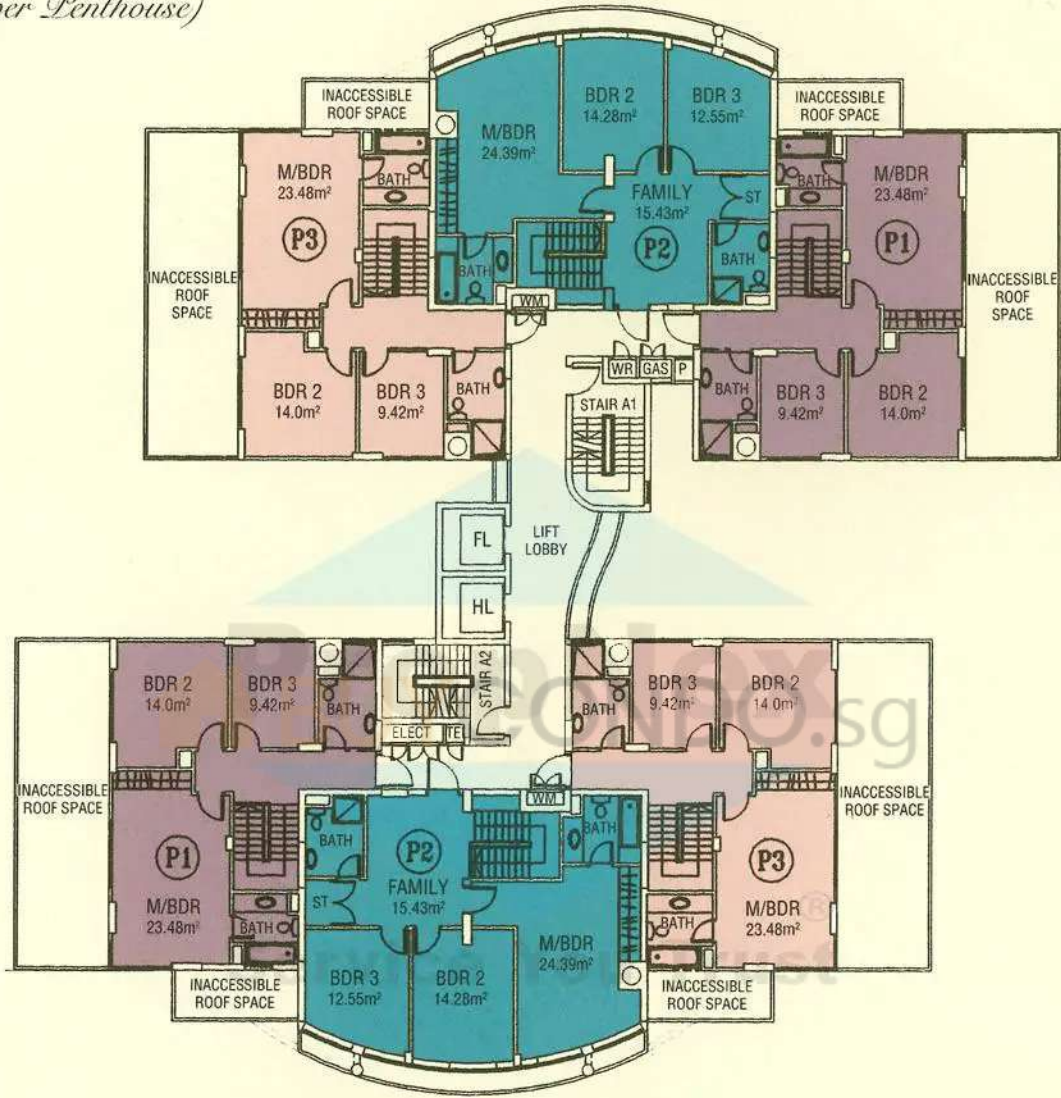 Penthouse)
INACCESSIBLE
ROOF SPACE
BDR 2
14.28m²
BDR 3
12.55m²
INACCESSIBLE
ROOF SPACE
M/BDR
24.39m²
M/BDR
23.48m²
BATH
P3
FAMILY
15.43m²
ST
P2
BATH
M/BDR
23.48m²
P1
INACCESSIBLE
ROOF
SPACE
BATH
BATH
INACCESSIBLE
ROOF
SPACE
WM
WR
GAS
P
BDR 2
14.0m²
BDR 3
9.42m²
BATH
STAIR A1
BATH
BDR 3
9.42m²
BDR 2
14.0m²
FL
LIFT
LOBBY
HL
BDR 2
14.0m²
BDR 3
9.42m²
BATH
STAIR A2
ELECT
TEL
BATH
BDR 3
9.42m²
BDR 2
14.0m²
CONDO.sg
INACCESSIBLE
ROOF SPACE
INACCESSIBLE
ROOF SPACE
WM
P1
BATH
P2
BATH
P3
M/BDR
23.48m²
BATH
ST
FAMILY
15.43m²
M/BDR
24.39m²
BATH
M/BDR
23.48m²
®
BDR 3
12.55m²
BDR 2
14.28m²
INACCESSIBLE
ROOF SPACE
INACCESSIBLE
ROOF SPACE